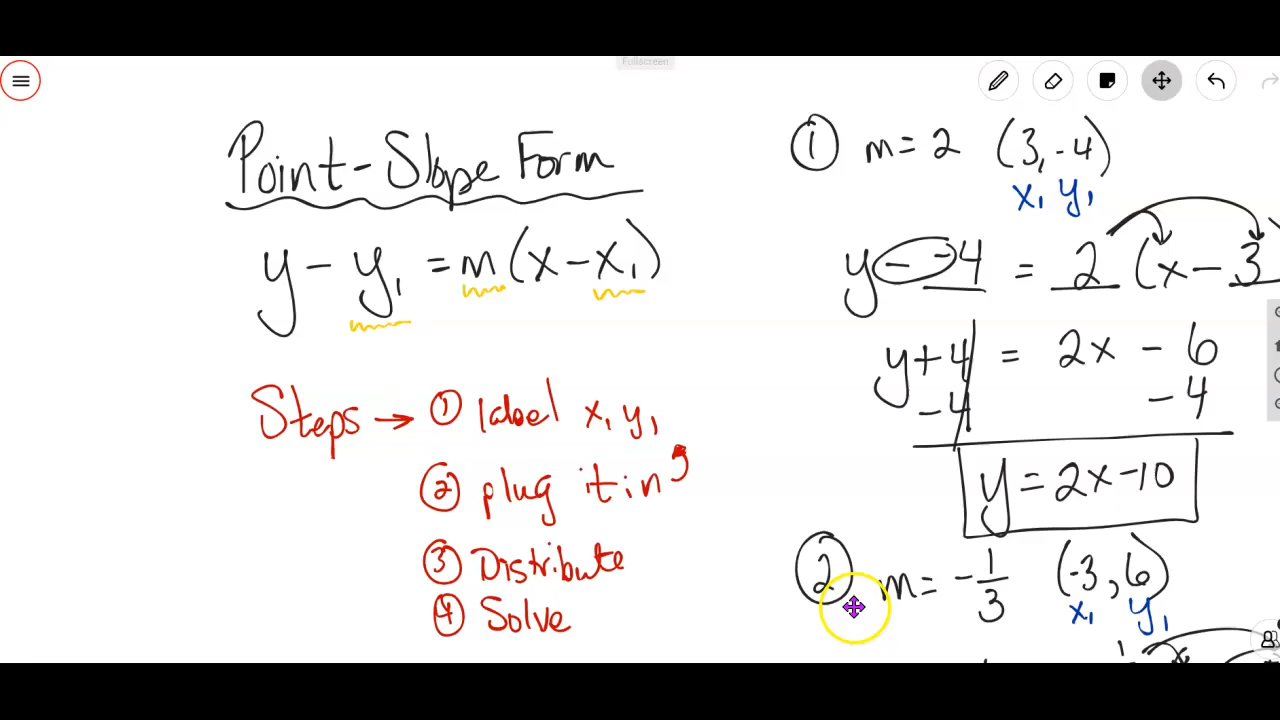 Fullscreen
Point-Slope Form
y - y₁ = m(x - x₁)
Steps → ① label x₁ y₁
② plug it in
③ Distribute
④ Solve
① m = 2 (3, -4)
x₁ y₁
y - -4 = 2 (x - 3
y + 4 = 2x - 6
-4 - 4
y = 2x - 10
② m = - 1/3 (-3, 6)
x₁ y₁